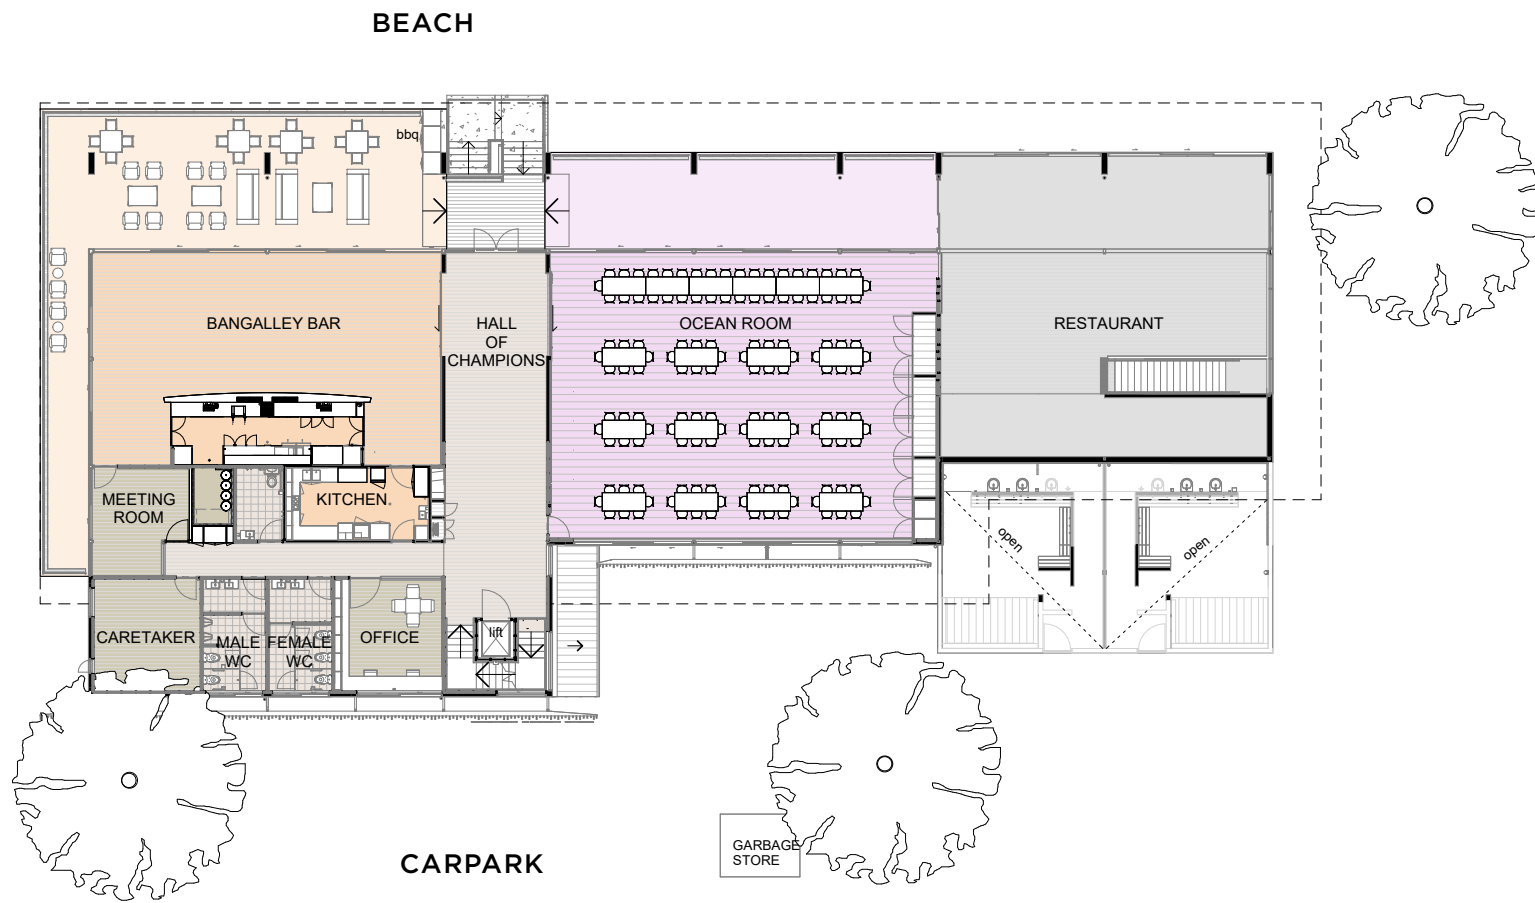 BEACH
bbq
BANGALLEY BAR
HALL
OF
CHAMPIONS
OCEAN ROOM
RESTAURANT
MEETING
ROOM
KITCHEN
open
open
CARETAKER
MALE
WC
FEMALE
WC
OFFICE
lift
GARBAGE
STORE
CARPARK